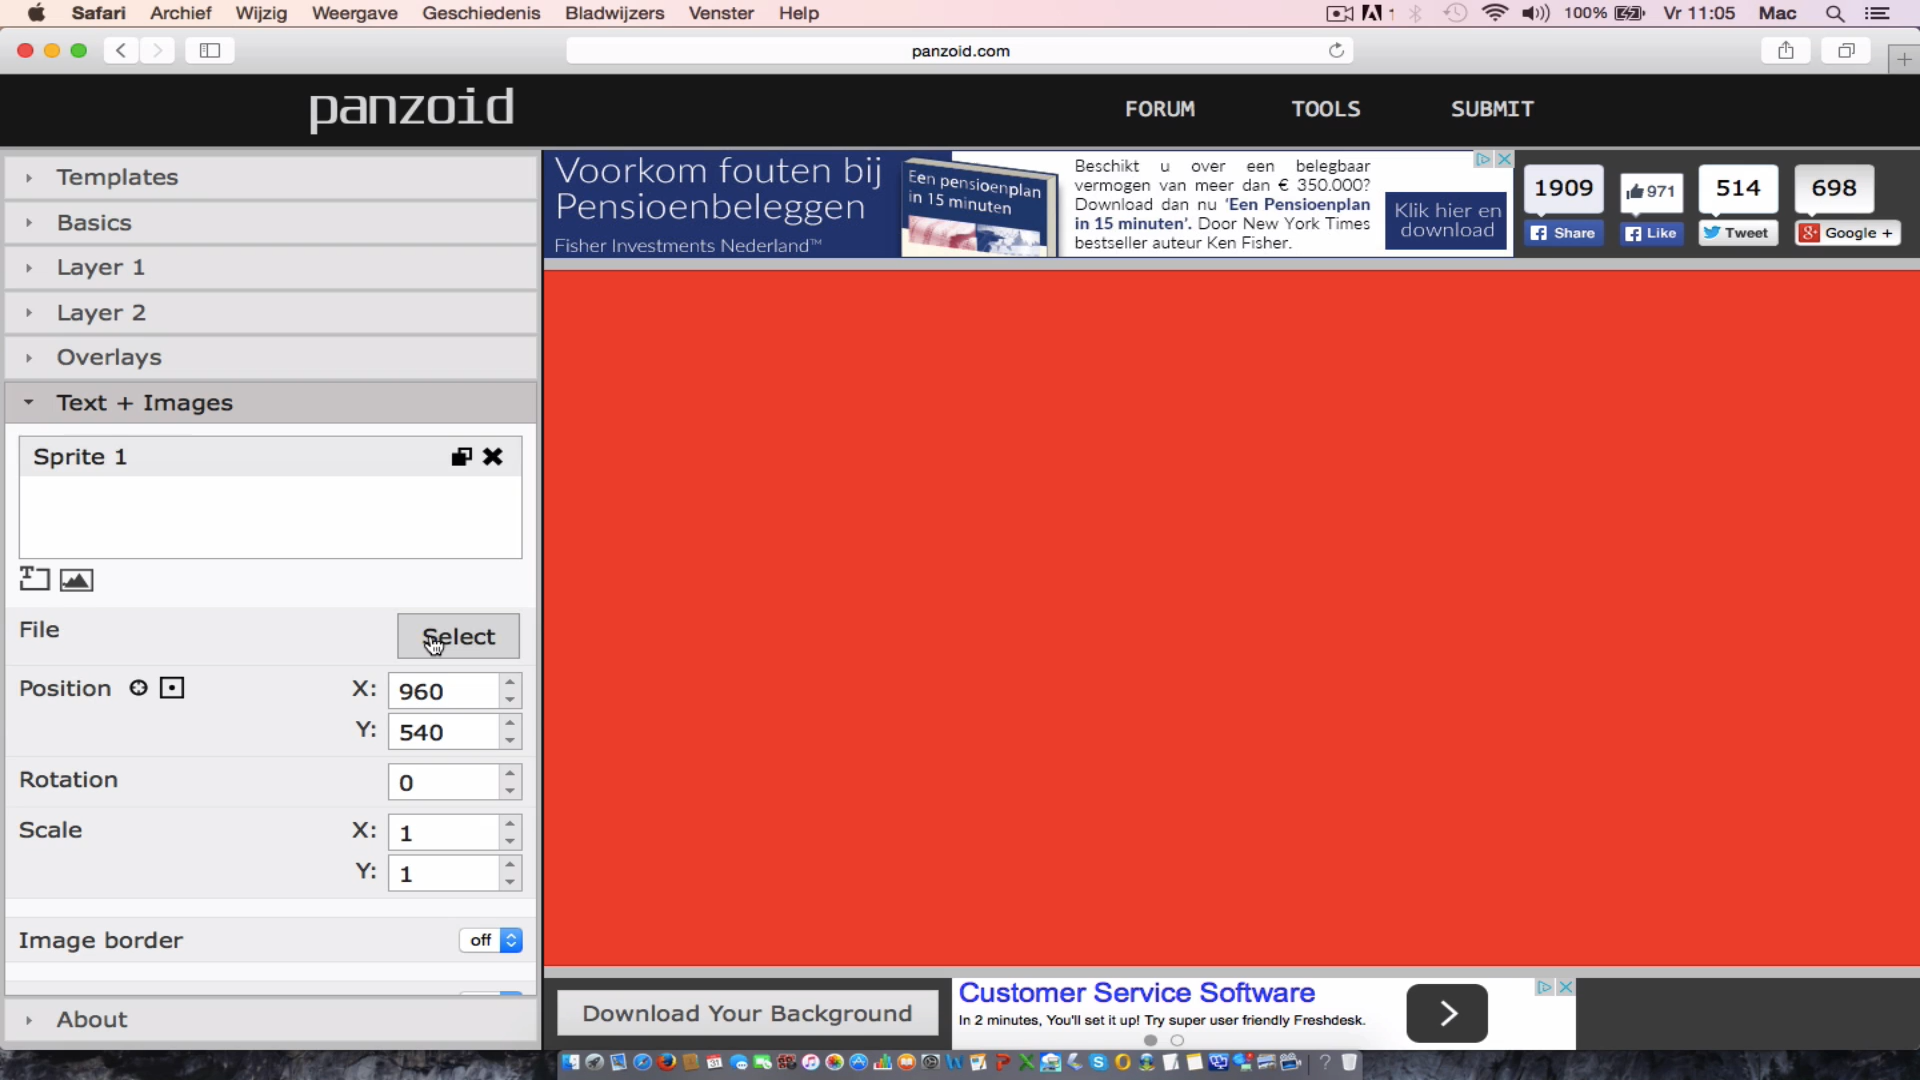 Safari Archief Wijzig Weergave Geschiedenis Bladwijzers Venster Help 1 100% Vr 11:05 Mac
panzoid.com
panzoid FORUM TOOLS SUBMIT
Templates
Basics
Layer 1
Layer 2
Overlays
Text + Images
Sprite 1
T
File Select
Position X: 960
Y: 540
Rotation 0
Scale X: 1
Y: 1
Image border off
About
Voorkom fouten bij
Pensioenbeleggen
Fisher Investments Nederland™
Een pensioenplan
in 15 minuten
Beschikt u over een belegbaar
vermogen van meer dan € 350.000?
Download dan nu 'Een Pensioenplan
in 15 minuten'. Door New York Times
bestseller auteur Ken Fisher.
Klik hier en
download
1909 971 514 698
Share Like Tweet Google +
Download Your Background
Customer Service Software
In 2 minutes, You'll set it up! Try super user friendly Freshdesk.